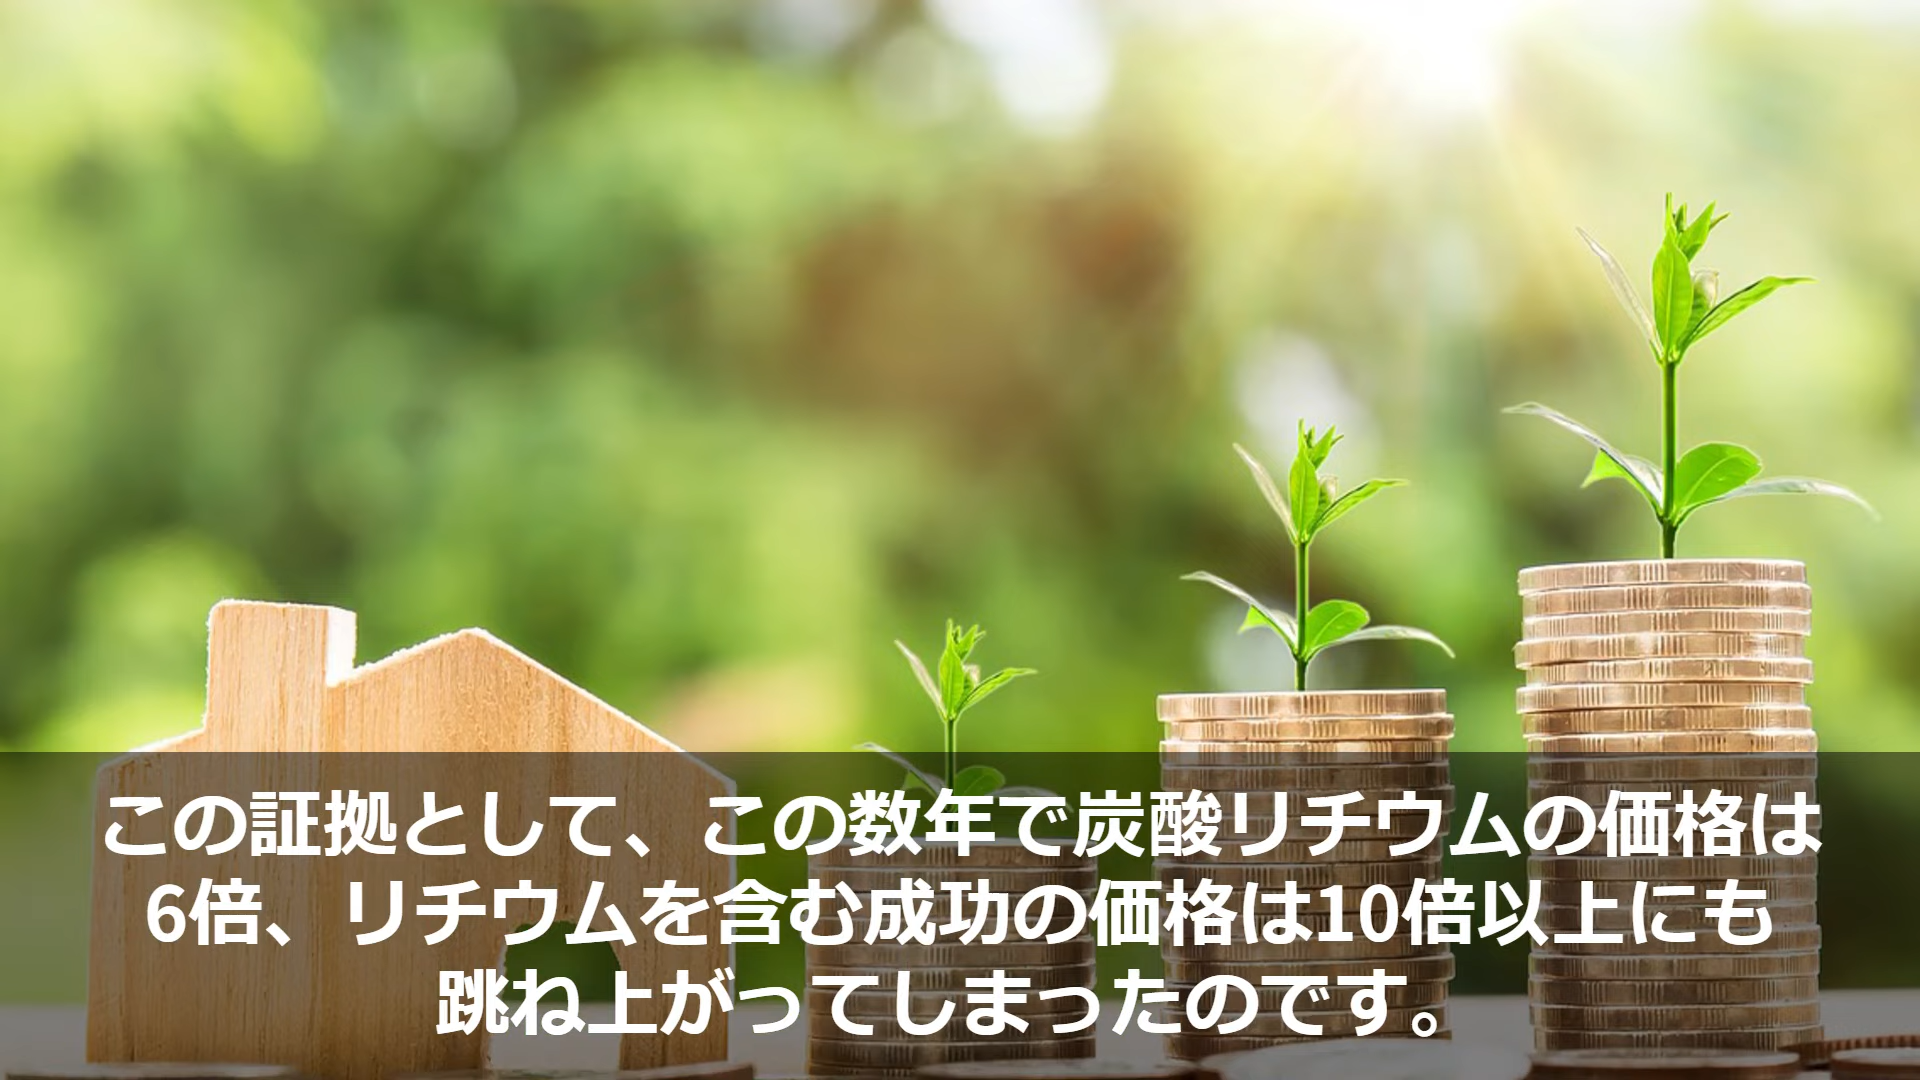 この証拠として、この数年で炭酸リチウムの価格は
6倍、リチウムを含む成功の価格は10倍以上にも
跳ね上がってしまったのです。